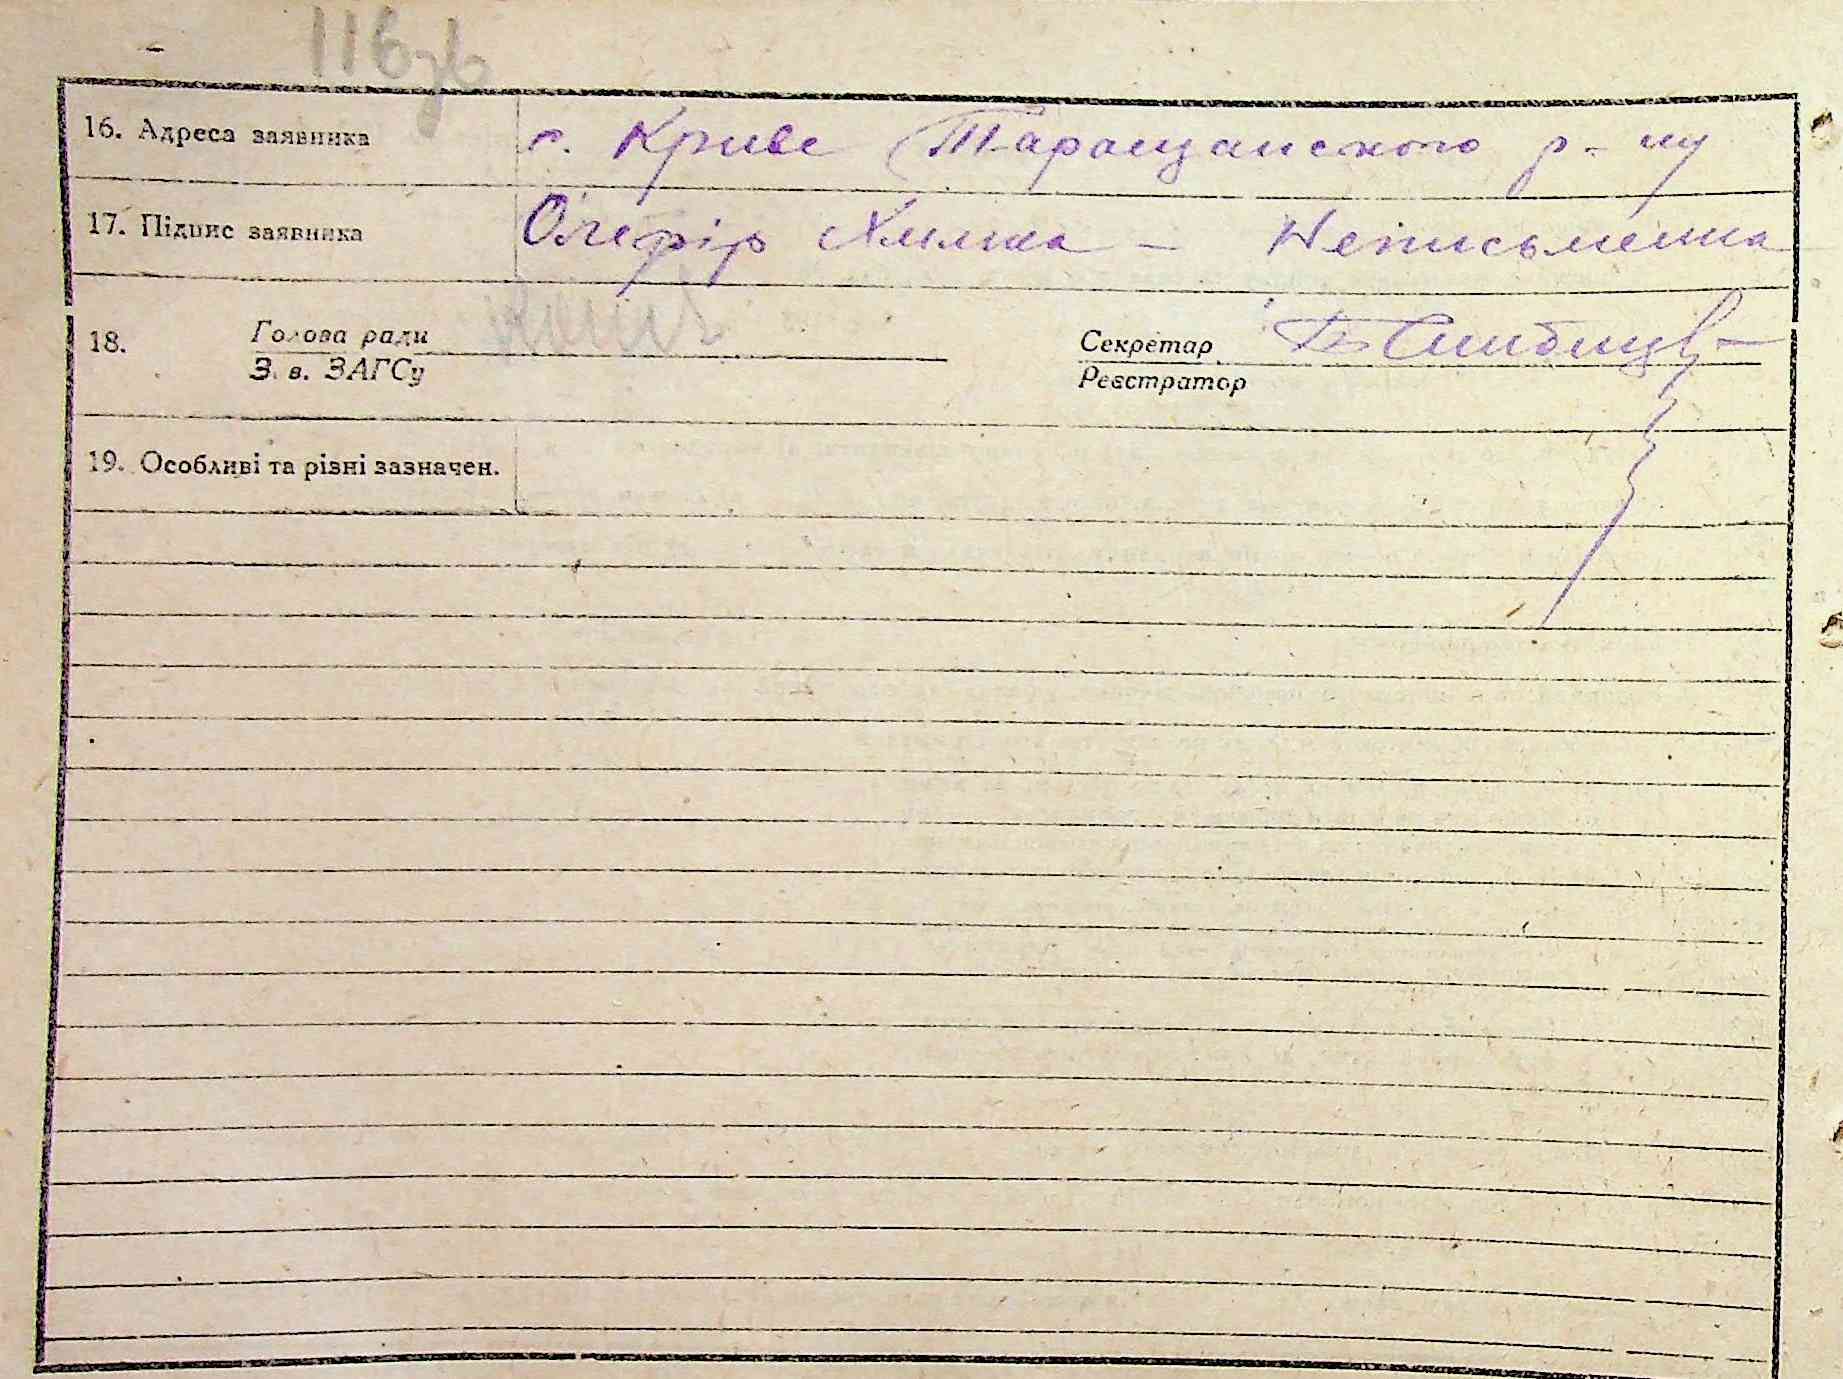 116зв
16. Адреса заявника с. Криве Таращанського р-ну
17. Підпис заявника Олефір Химка – Неписьменна
18. Голова ради Секретар
З. в. ЗАГСу Реєстратор
19. Особливі та різні зазначен.